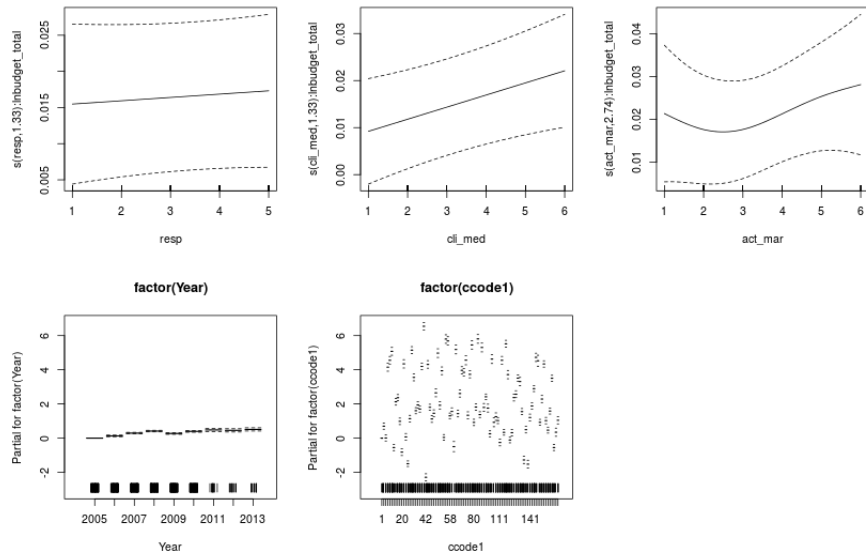 s(resp,1.33):lnbudget_total
0.005
0.015
0.025
1 2 3 4 5
resp
s(cli_med,1.33):lnbudget_total
0.00
0.01
0.02
0.03
1 2 3 4 5 6
cli_med
s(act_mar,2.74):lnbudget_total
0.01
0.02
0.03
0.04
1 2 3 4 5 6
act_mar
factor(Year)
Partial for factor(Year)
-2
0
2
4
6
2005 2007 2009 2011 2013
Year
factor(ccode1)
Partial for factor(ccode1)
-2
0
2
4
6
1 20 42 58 80 111 141
ccode1